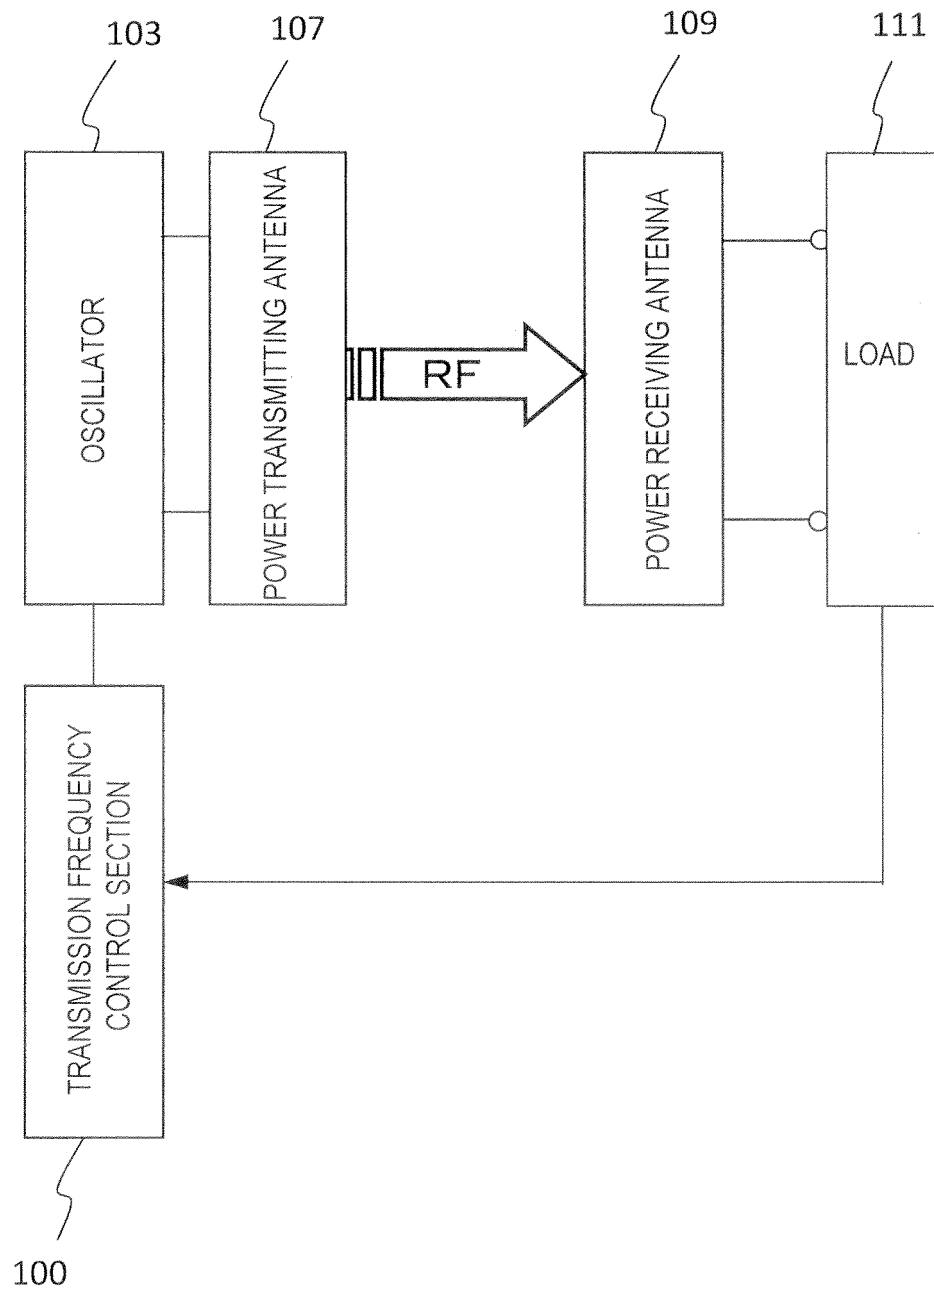 103
107
109
111
OSCILLATOR
POWER TRANSMITTING ANTENNA
RF
POWER RECEIVING ANTENNA
LOAD
TRANSMISSION FREQUENCY
CONTROL SECTION
100